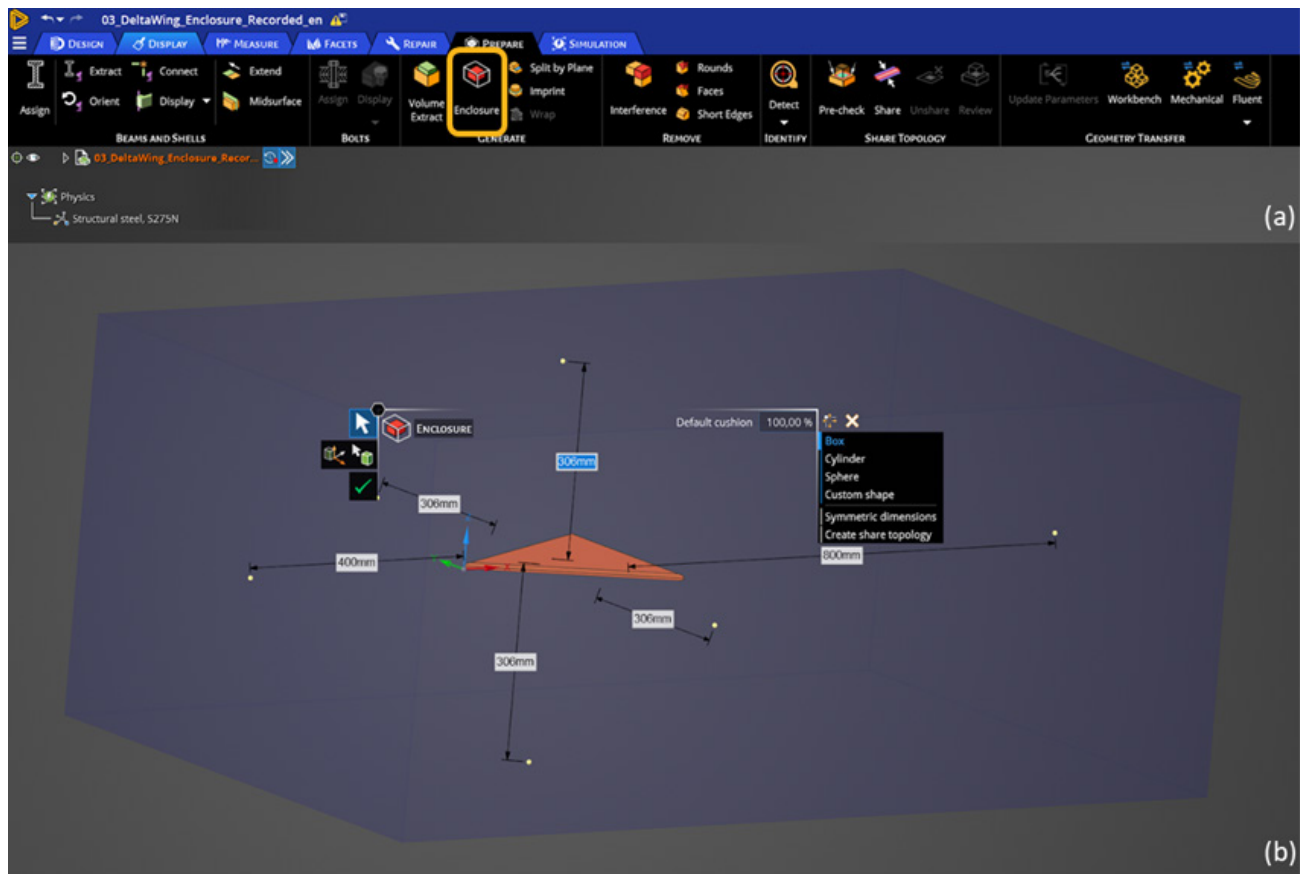 03_DeltaWing_Enclosure_Recorded_en
DESIGN DISPLAY MEASURE FACETS REPAIR PREPARE SIMULATION
Extract Connect Extend Split by Plane Rounds
Orient Display Midsurface Imprint Faces
Assign Assign Display Volume Extract Enclosure Wrap Interference Short Edges Detect Pre-check Share Unshare Review Update Parameters Workbench Mechanical Fluent
BEAMS AND SHELLS BOLTS GENERATE REMOVE IDENTIFY SHARE TOPOLOGY GEOMETRY TRANSFER
03_DeltaWing_Enclosure_Recor...
Physics
Structural steel, S275N
(a)
Default cushion 100,00 %
ENCLOSURE
Box
Cylinder
Sphere
Custom shape
Symmetric dimensions
Create share topology
306mm
306mm
400mm
800mm
306mm
306mm
(b)